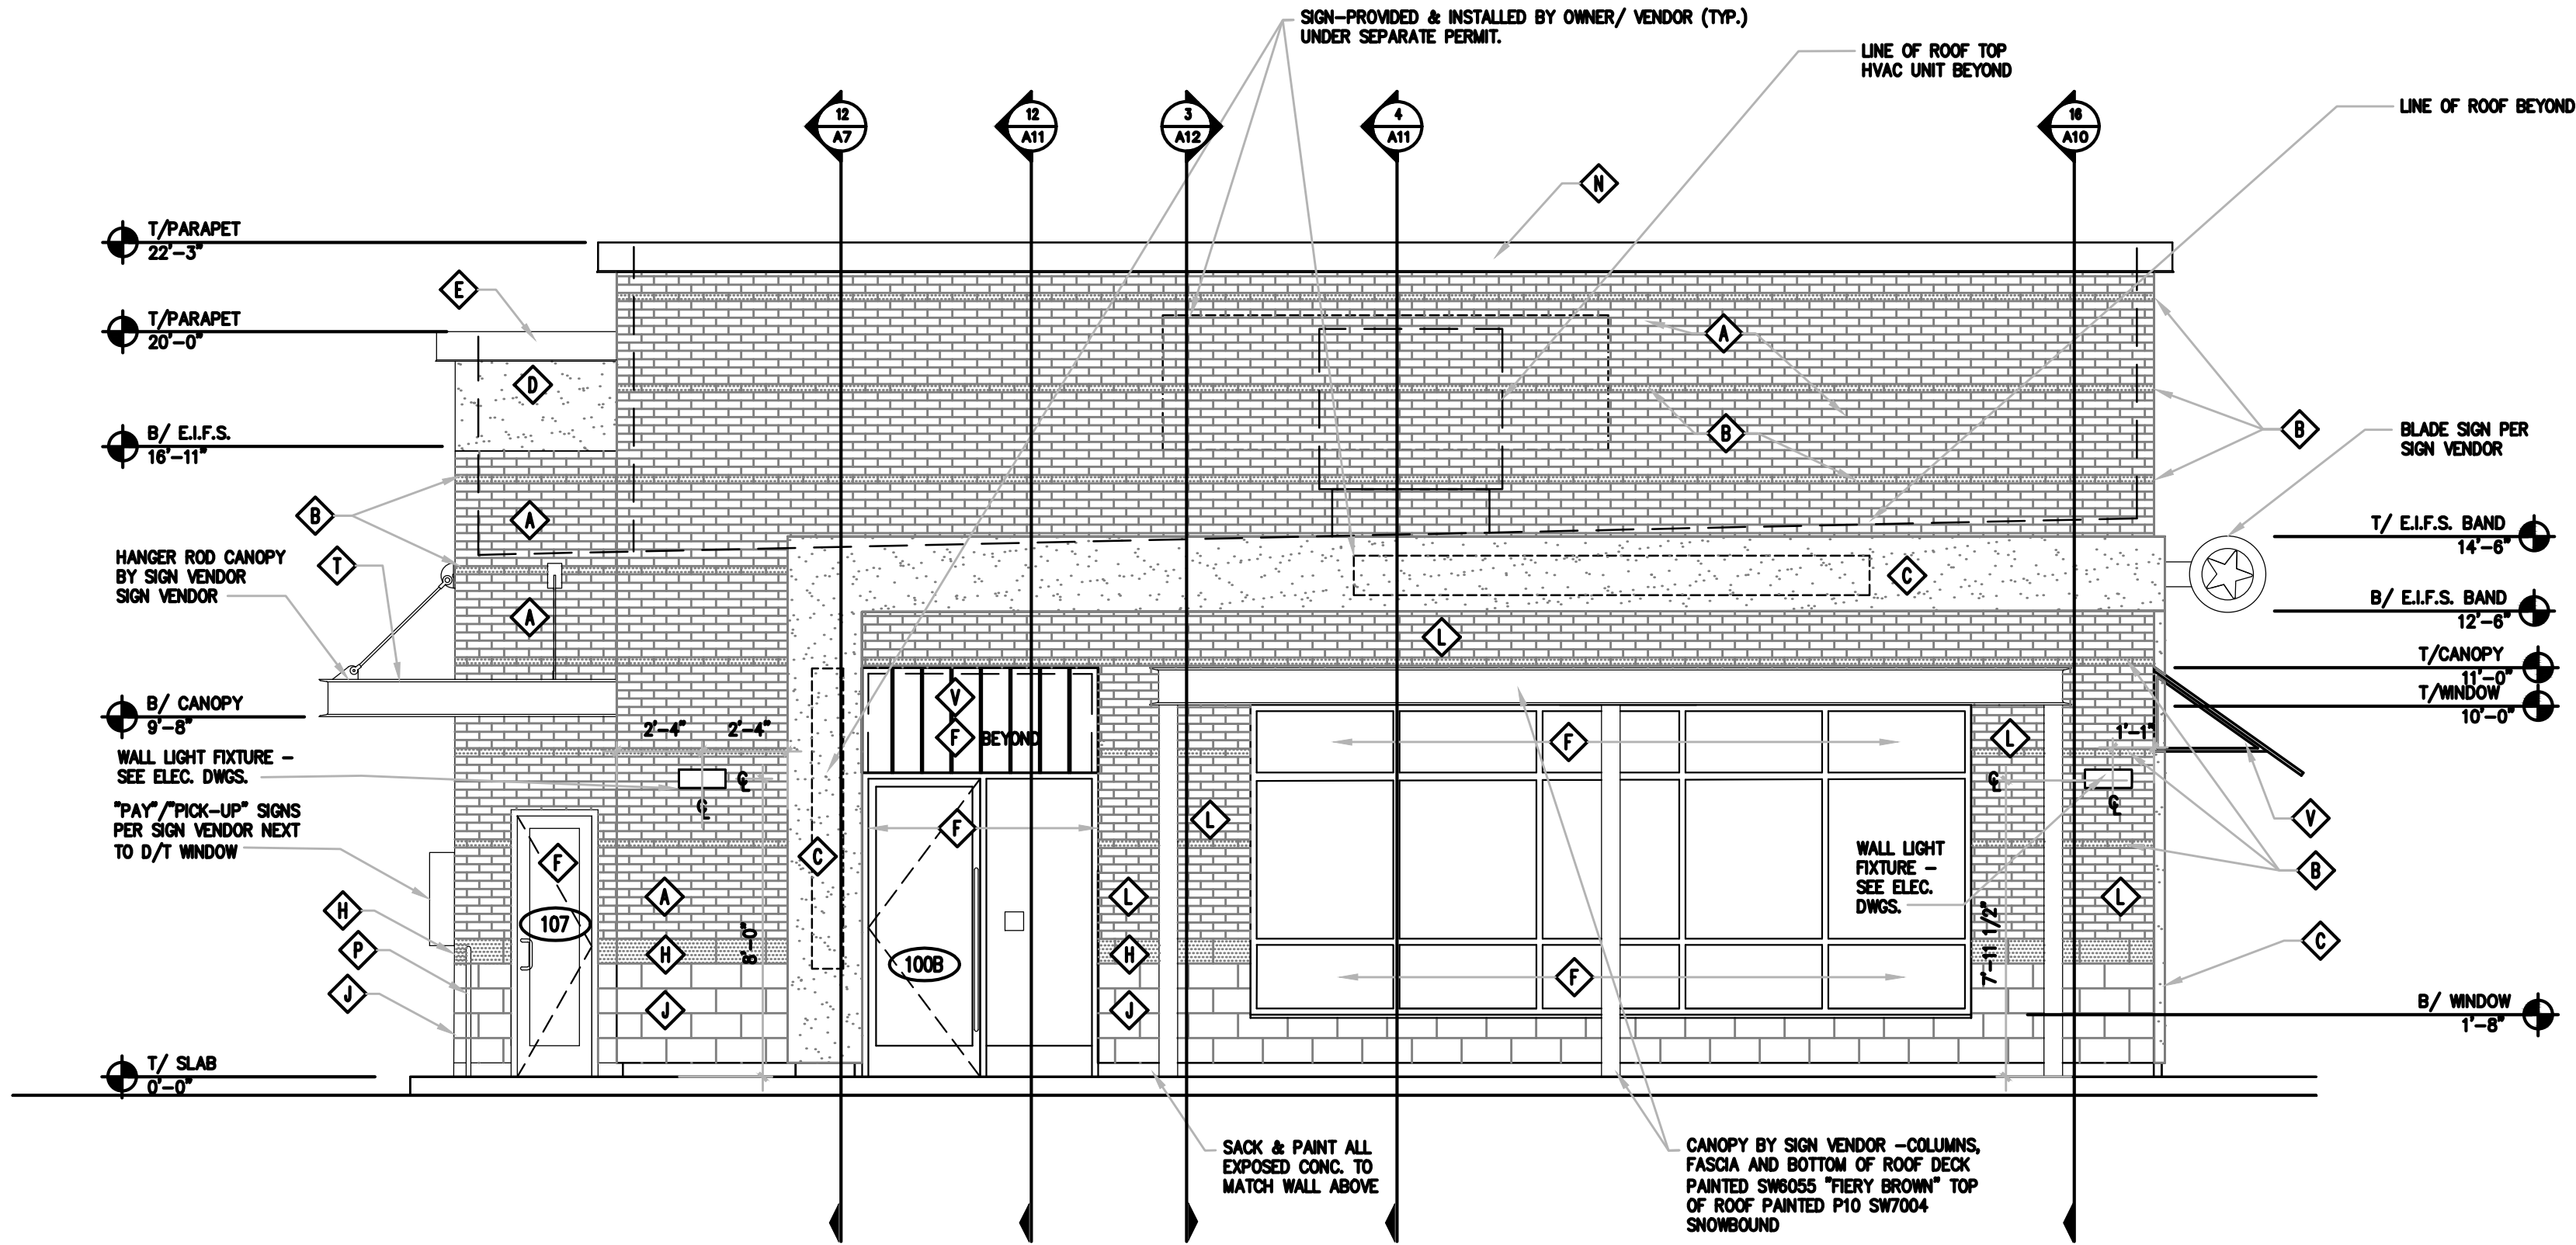 SIGN-PROVIDED & INSTALLED BY OWNER/ VENDOR (TYP.)
UNDER SEPARATE PERMIT.
LINE OF ROOF TOP
HVAC UNIT BEYOND
LINE OF ROOF BEYOND
12
A7
12
A11
3
A12
4
A11
16
A10
N
T/PARAPET
22'-3"
E
T/PARAPET
20'-0"
A
D
B/ E.I.F.S.
16'-11"
B
B
BLADE SIGN PER
SIGN VENDOR
B
A
T/ E.I.F.S. BAND
14'-6"
HANGER ROD CANOPY
BY SIGN VENDOR
SIGN VENDOR
T
C
A
B/ E.I.F.S. BAND
12'-6"
L
T/CANOPY
11'-0"
T/WINDOW
10'-0"
B/ CANOPY
9'-8"
V
F
BEYOND
2'-4"
2'-4"
F
L
1'-1"
WALL LIGHT FIXTURE -
SEE ELEC. DWGS.
℄
℄
℄
℄
"PAY"/"PICK-UP" SIGNS
PER SIGN VENDOR NEXT
TO D/T WINDOW
F
C
F
L
V
WALL LIGHT
FIXTURE -
SEE ELEC.
DWGS.
B
A
L
L
H
107
P
H
8'-0"
100B
H
7'-11 1/2"
C
J
J
J
F
B/ WINDOW
1'-8"
T/ SLAB
0'-0"
SACK & PAINT ALL
EXPOSED CONC. TO
MATCH WALL ABOVE
CANOPY BY SIGN VENDOR -COLUMNS,
FASCIA AND BOTTOM OF ROOF DECK
PAINTED SW6055 "FIERY BROWN" TOP
OF ROOF PAINTED P10 SW7004
SNOWBOUND